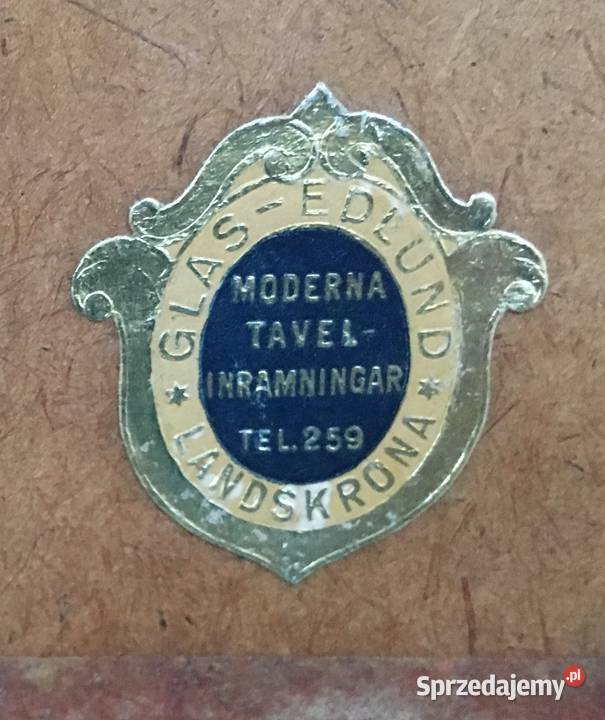 GLAS-EDLUND
MODERNA
TAVEL-
INRAMNINGAR
TEL.259
* LANDSKRONA *
Sprzedajemy.pl